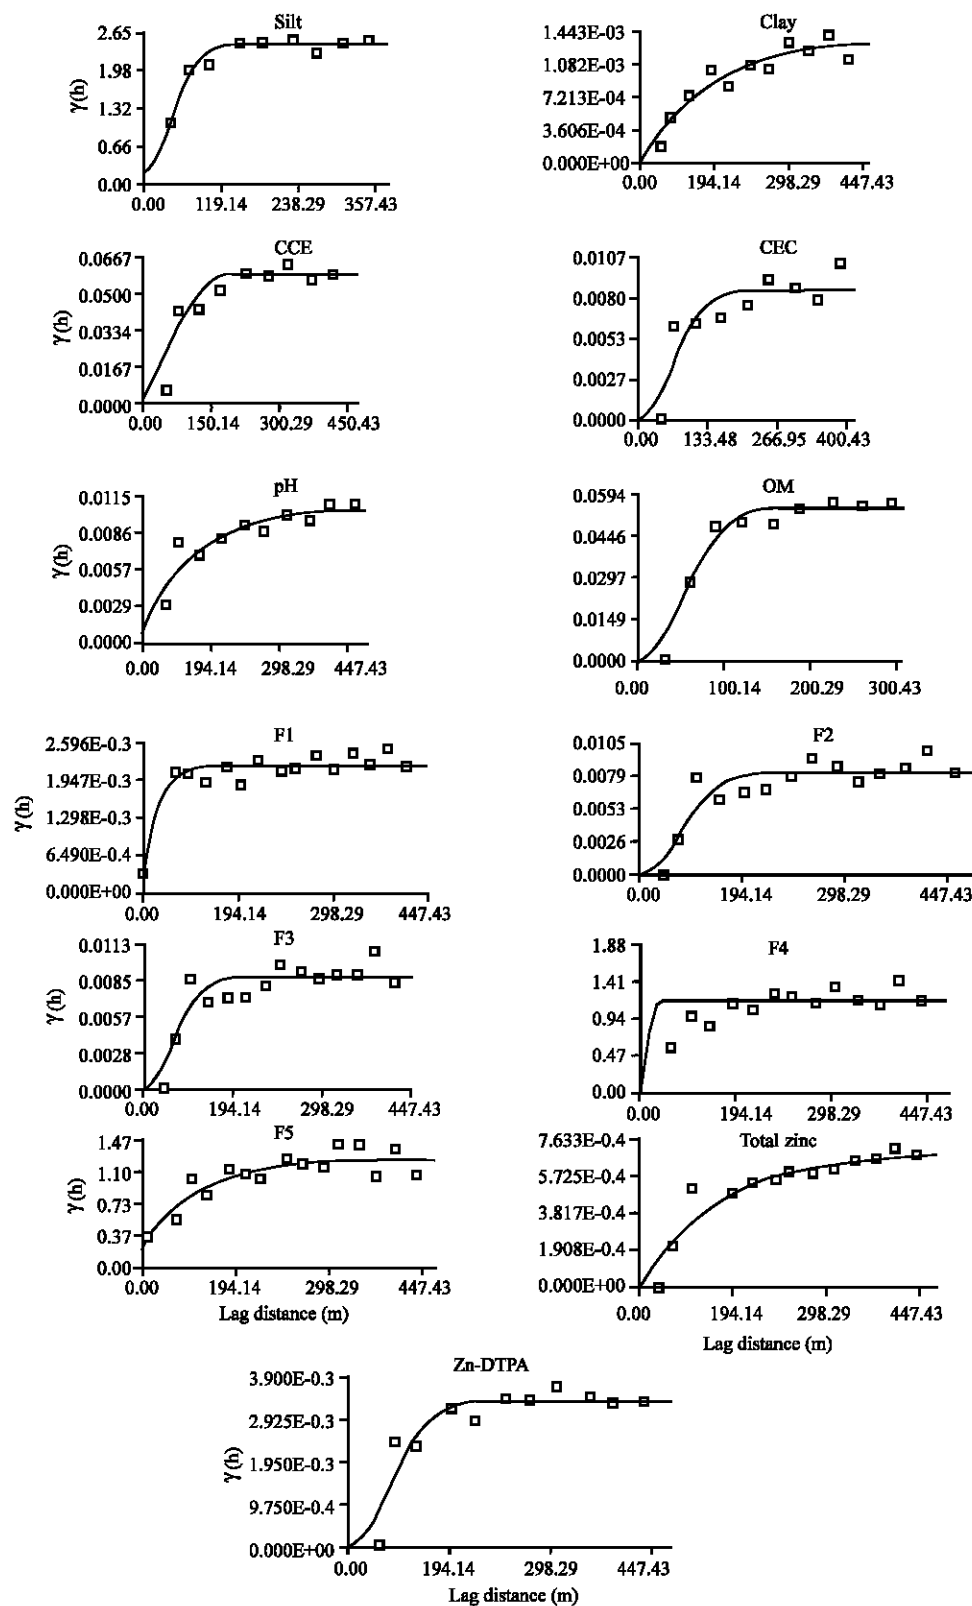 Silt
γ(h)
2.65
1.98
1.32
0.66
0.00
0.00 119.14 238.29 357.43
Clay
1.443E-03
1.082E-03
7.213E-04
3.606E-04
0.000E+00
0.00 194.14 298.29 447.43
CCE
γ(h)
0.0667
0.0500
0.0334
0.0167
0.0000
0.00 150.14 300.29 450.43
CEC
0.0107
0.0080
0.0053
0.0027
0.0000
0.00 133.48 266.95 400.43
pH
γ(h)
0.0115
0.0086
0.0057
0.0029
0.0000
0.00 194.14 298.29 447.43
OM
0.0594
0.0446
0.0297
0.0149
0.0000
0.00 100.14 200.29 300.43
F1
γ(h)
2.596E-0.3
1.947E-0.3
1.298E-0.3
6.490E-0.4
0.000E+00
0.00 194.14 298.29 447.43
F2
0.0105
0.0079
0.0053
0.0026
0.0000
0.00 194.14 298.29 447.43
F3
γ(h)
0.0113
0.0085
0.0057
0.0028
0.0000
0.00 194.14 298.29 447.43
F4
1.88
1.41
0.94
0.47
0.00
0.00 194.14 298.29 447.43
F5
γ(h)
1.47
1.10
0.73
0.37
0.00
0.00 194.14 298.29 447.43
Lag distance (m)
Total zinc
7.633E-0.4
5.725E-0.4
3.817E-0.4
1.908E-0.4
0.000E+00
0.00 194.14 298.29 447.43
Lag distance (m)
Zn-DTPA
γ(h)
3.900E-0.3
2.925E-0.3
1.950E-0.3
9.750E-0.4
0.000E+00
0.00 194.14 298.29 447.43
Lag distance (m)